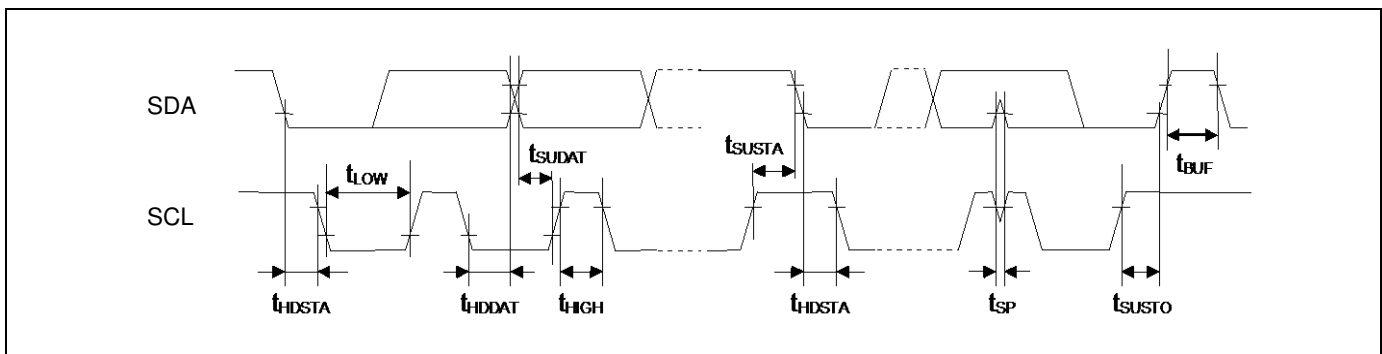 SDA
tSUDAT
tSUSTA
tBUF
tLOW
SCL
tHDSTA
tHDDAT
tHIGH
tHDSTA
tSP
tSUSTO